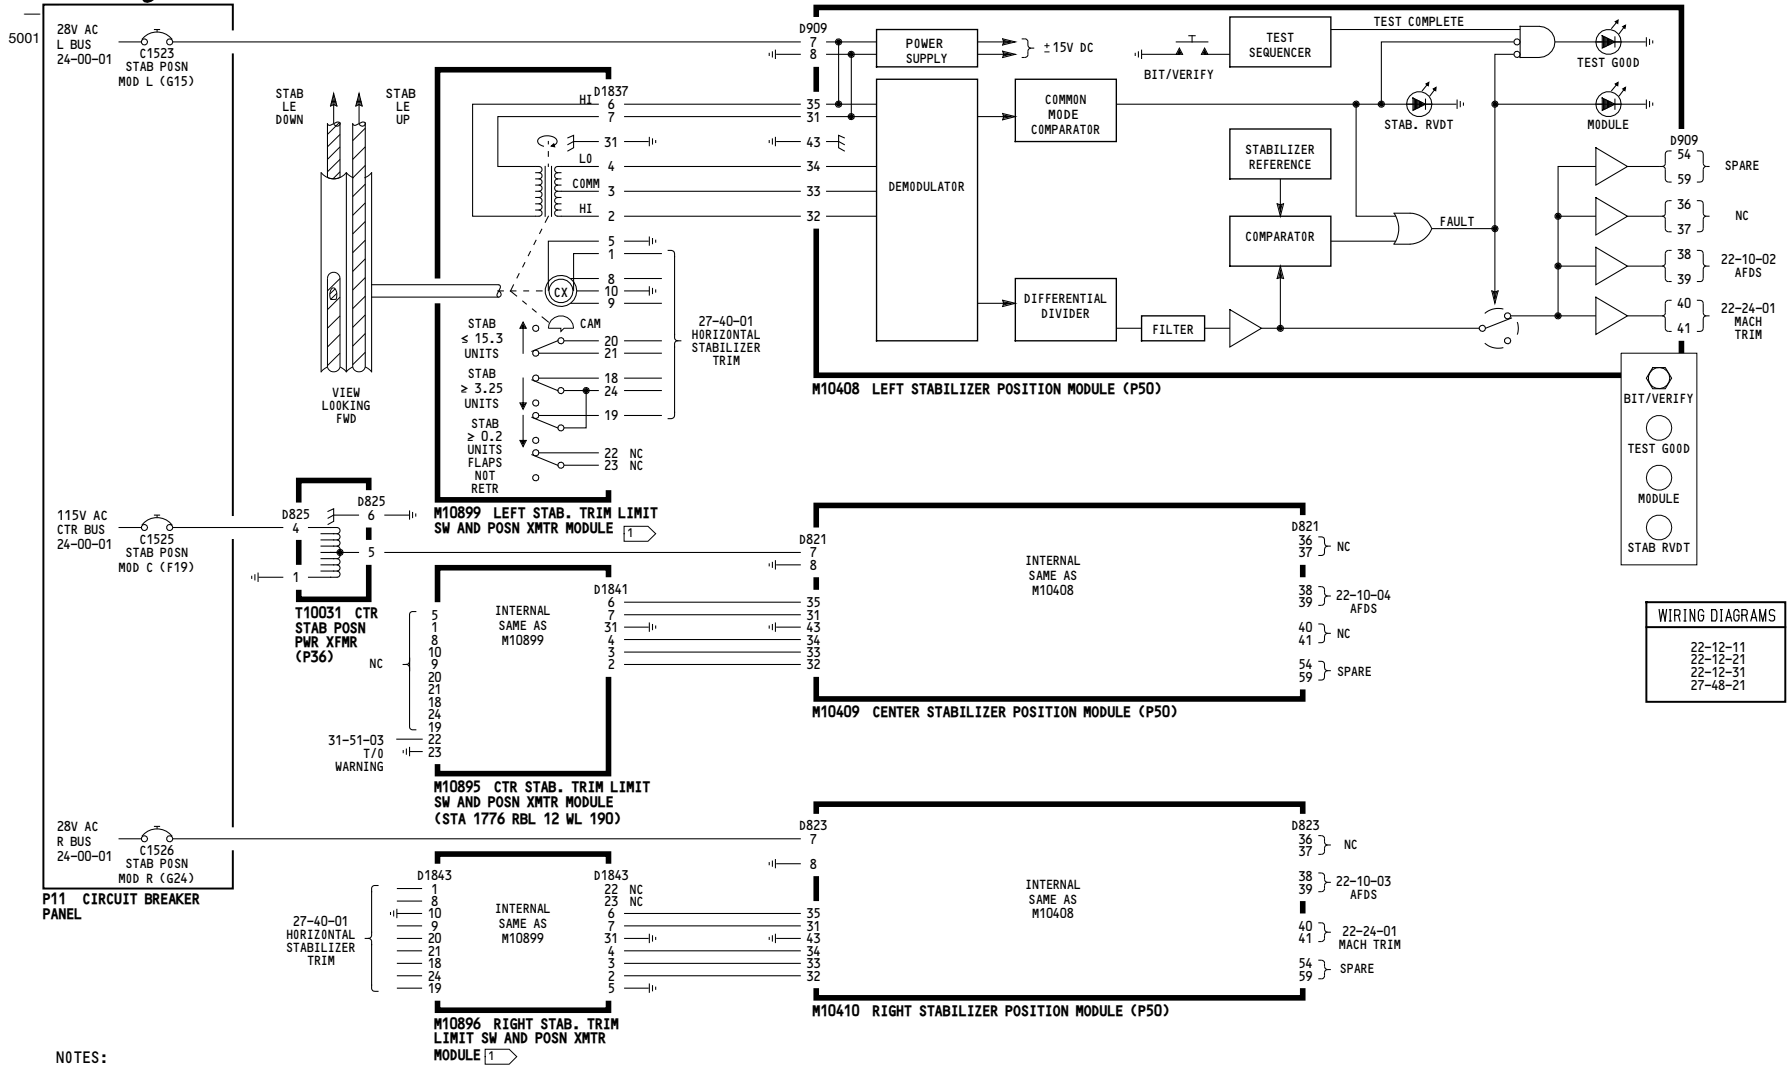 5001
28V AC
L BUS
24-00-01
C1523
STAB POSN
MOD L (G15)
115V AC
CTR BUS
24-00-01
C1525
STAB POSN
MOD C (F19)
28V AC
R BUS
24-00-01
C1526
STAB POSN
MOD R (G24)
P11 CIRCUIT BREAKER
PANEL
STAB
LE
DOWN
STAB
LE
UP
VIEW
LOOKING
FWD
D1837
HI
6
7
31
LO
4
COMM
3
HI
2
5
1
8
10
9
CX
CAM
STAB
≤ 15.3
UNITS
20
21
STAB
≥ 3.25
UNITS
18
24
19
STAB
≥ 0.2
UNITS
FLAPS
NOT
RETR
22 NC
23 NC
27-40-01
HORIZONTAL
STABILIZER
TRIM
M10899 LEFT STAB. TRIM LIMIT
SW AND POSN XMTR MODULE
1
D909
7
8
35
31
43
34
33
32
POWER
SUPPLY
±15V DC
DEMODULATOR
COMMON
MODE
COMPARATOR
BIT/VERIFY
TEST
SEQUENCER
TEST COMPLETE
TEST GOOD
STAB. RVDT
MODULE
STABILIZER
REFERENCE
COMPARATOR
FAULT
DIFFERENTIAL
DIVIDER
FILTER
D909
54
59
SPARE
36
37
NC
38
39
22-10-02
AFDS
40
41
22-24-01
MACH
TRIM
M10408 LEFT STABILIZER POSITION MODULE (P50)
BIT/VERIFY
TEST GOOD
MODULE
STAB RVDT
D825
4
1
D825
6
5
T10031 CTR
STAB POSN
PWR XFMR
(P36)
D1841
INTERNAL
SAME AS
M10899
5
1
8
10
9
20
21
18
24
19
22
23
NC
31-51-03
T/O
WARNING
6
7
31
4
3
2
M10895 CTR STAB. TRIM LIMIT
SW AND POSN XMTR MODULE
(STA 1776 RBL 12 WL 190)
D821
7
8
35
31
43
34
33
32
INTERNAL
SAME AS
M10408
D821
36
37
NC
38
39
22-10-04
AFDS
40
41
NC
54
59
SPARE
M10409 CENTER STABILIZER POSITION MODULE (P50)
WIRING DIAGRAMS
22-12-11
22-12-21
22-12-31
27-48-21
27-40-01
HORIZONTAL
STABILIZER
TRIM
D1843
1
8
10
9
20
21
18
24
19
INTERNAL
SAME AS
M10899
D1843
22 NC
23 NC
6
7
31
4
3
2
5
M10896 RIGHT STAB. TRIM
LIMIT SW AND POSN XMTR
MODULE 1
D823
7
8
35
31
43
34
33
32
INTERNAL
SAME AS
M10408
D823
36
37
NC
38
39
22-10-03
AFDS
40
41
22-24-01
MACH TRIM
54
59
SPARE
M10410 RIGHT STABILIZER POSITION MODULE (P50)
NOTES: